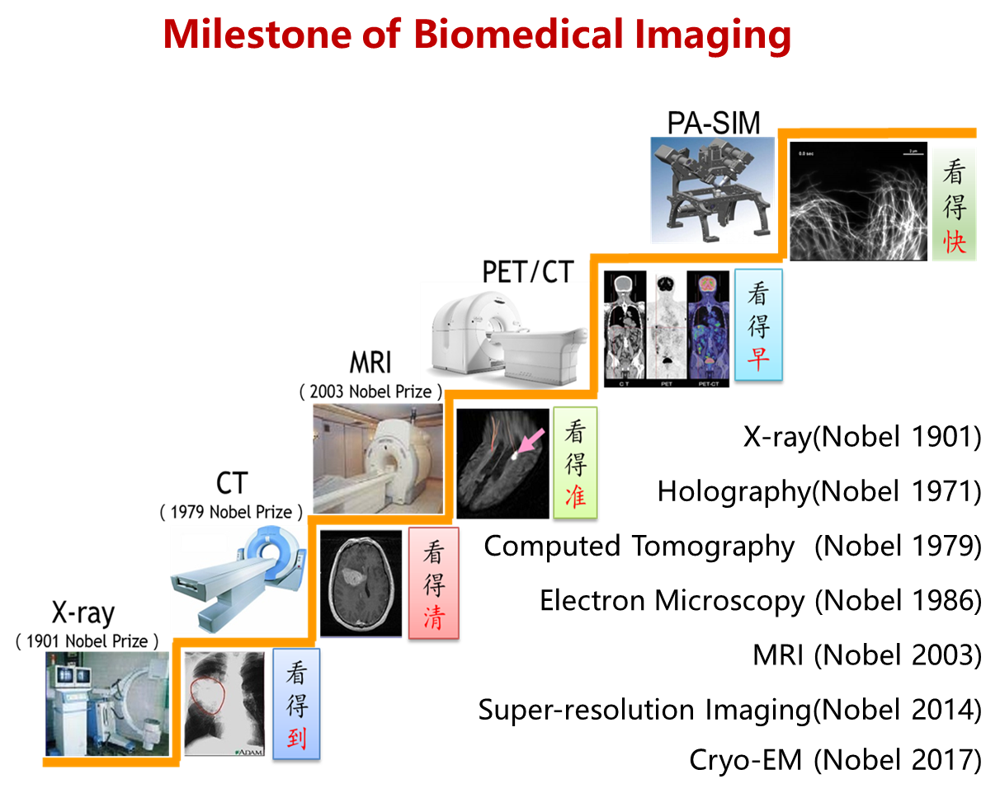 Milestone of Biomedical Imaging
PA-SIM
0.0 sec
2 μm
看得快
PET/CT
CT
PET
PET-CT
看得早
MRI
( 2003 Nobel Prize )
看得准
CT
( 1979 Nobel Prize )
看得清
X-ray
( 1901 Nobel Prize )
ADAM.
看得到
X-ray(Nobel 1901)
Holography(Nobel 1971)
Computed Tomography (Nobel 1979)
Electron Microscopy (Nobel 1986)
MRI (Nobel 2003)
Super-resolution Imaging(Nobel 2014)
Cryo-EM (Nobel 2017)